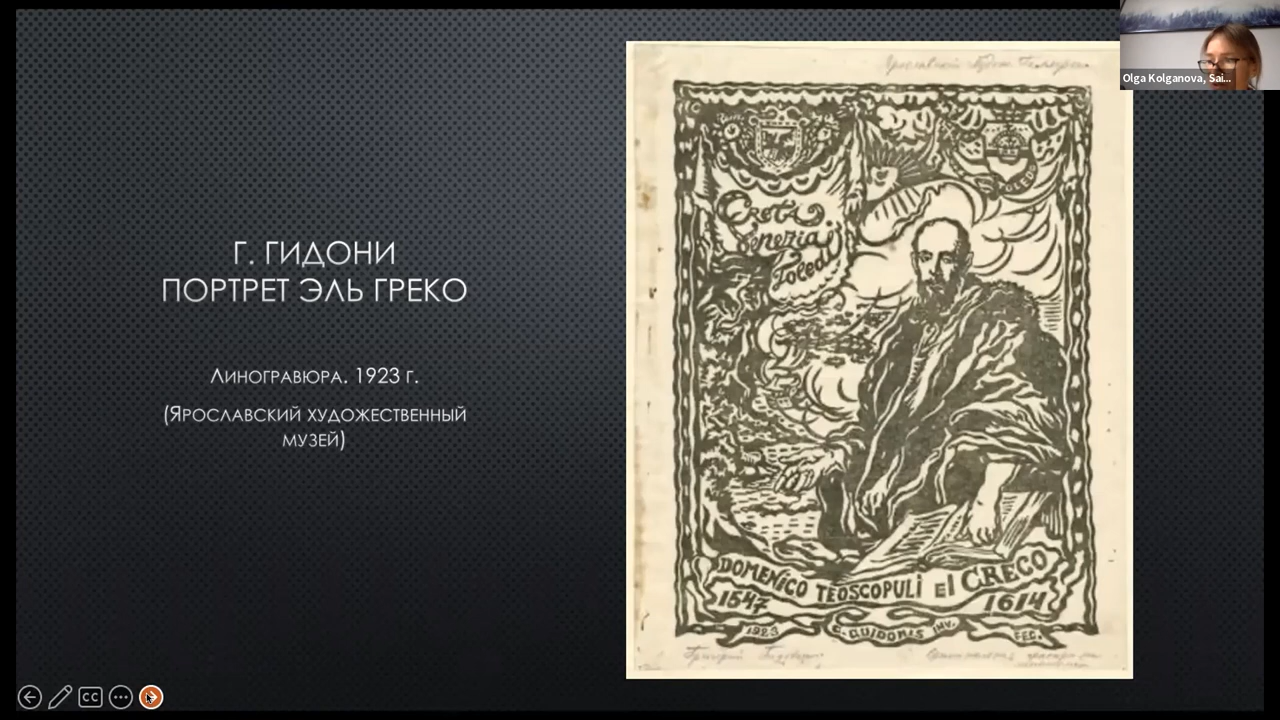 Olga Kolganova, Sai...
Г. ГИДОНИ
ПОРТРЕТ ЭЛЬ ГРЕКО
Линогравюра. 1923 г.
(Ярославский художественный
музей)
TOLEDO
Creta
Venezia
Toledo
DOMENICO TEOSCOPULI El GRECO
1547 1614
1923 G. GUIDONIS INV. FEC.
CC